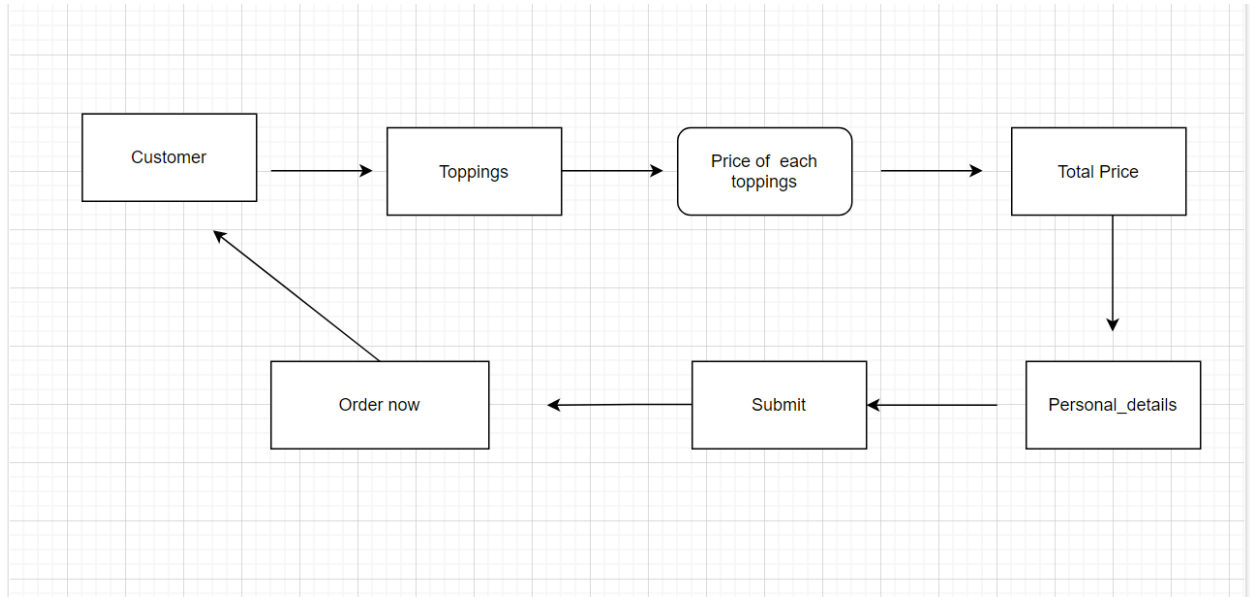 Customer
Toppings
Price of each
toppings
Total Price
Order now
Submit
Personal_details